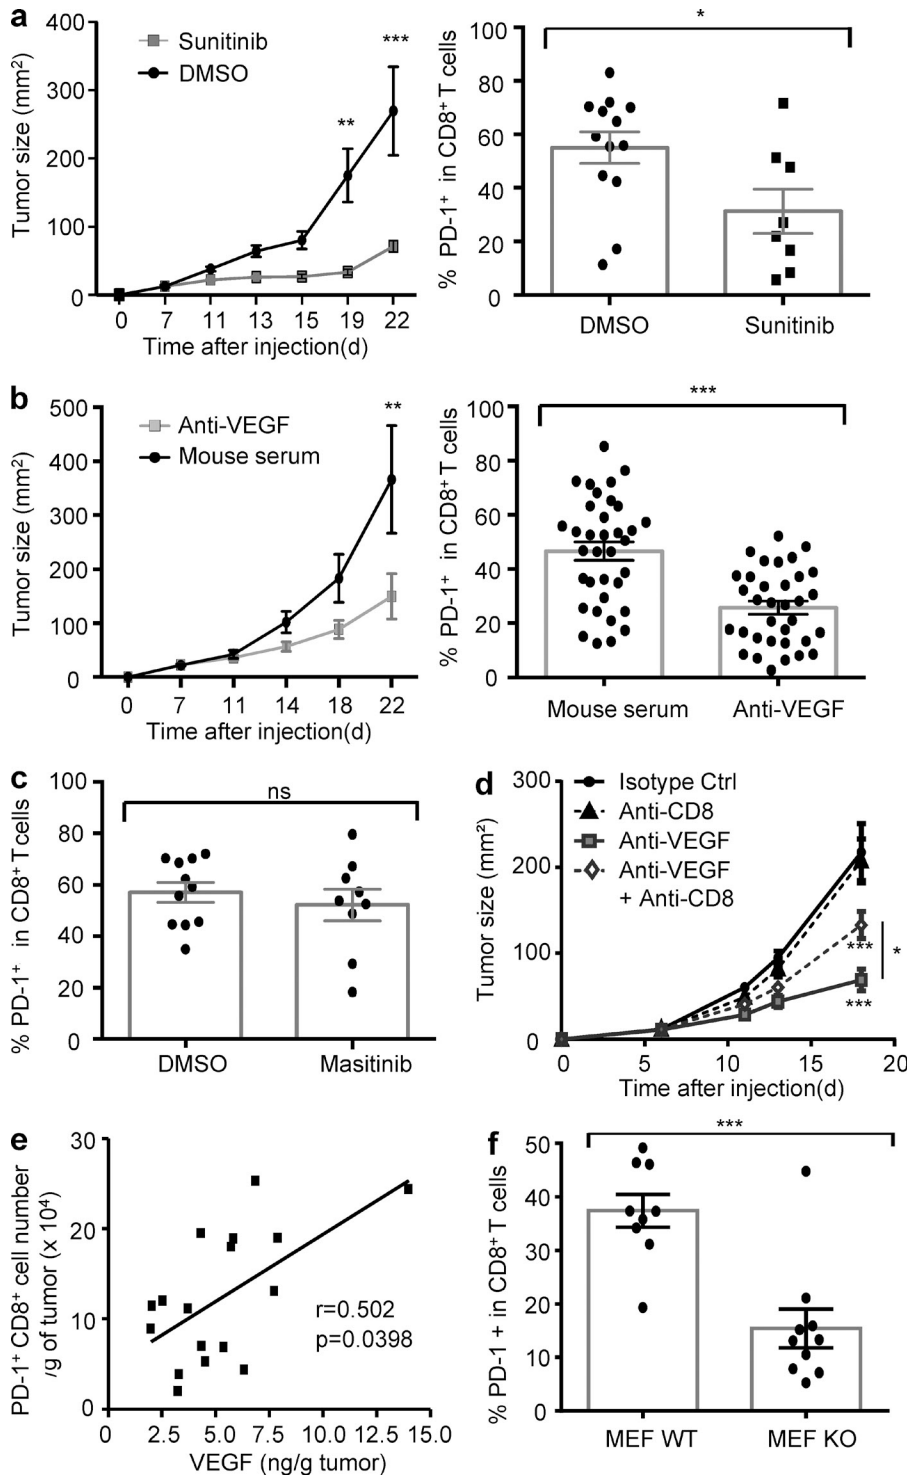 a
Tumor size (mm²)
400
300
200
100
0
Sunitinib
DMSO
**
***
0 7 11 13 15 19 22
Time after injection(d)
% PD-1⁺ in CD8⁺ T cells
100
80
60
40
20
0
*
DMSO Sunitinib
b
Tumor size (mm²)
500
400
300
200
100
0
Anti-VEGF
Mouse serum
**
0 7 11 14 18 22
Time after injection(d)
% PD-1⁺ in CD8⁺ T cells
100
80
60
40
20
0
***
Mouse serum Anti-VEGF
c
% PD-1⁺ in CD8⁺ T cells
100
80
60
40
20
0
ns
DMSO Masitinib
d
Tumor size (mm²)
300
200
100
0
Isotype Ctrl
Anti-CD8
Anti-VEGF
Anti-VEGF
+ Anti-CD8
***
*
***
0 5 10 15 20
Time after injection(d)
e
PD-1⁺ CD8⁺ cell number
/g of tumor (x 10⁴)
30
20
10
0
r=0.502
p=0.0398
0 2.5 5.0 7.5 10.0 12.5 15.0
VEGF (ng/g tumor)
f
% PD-1 + in CD8⁺ T cells
50
40
30
20
10
0
***
MEF WT MEF KO